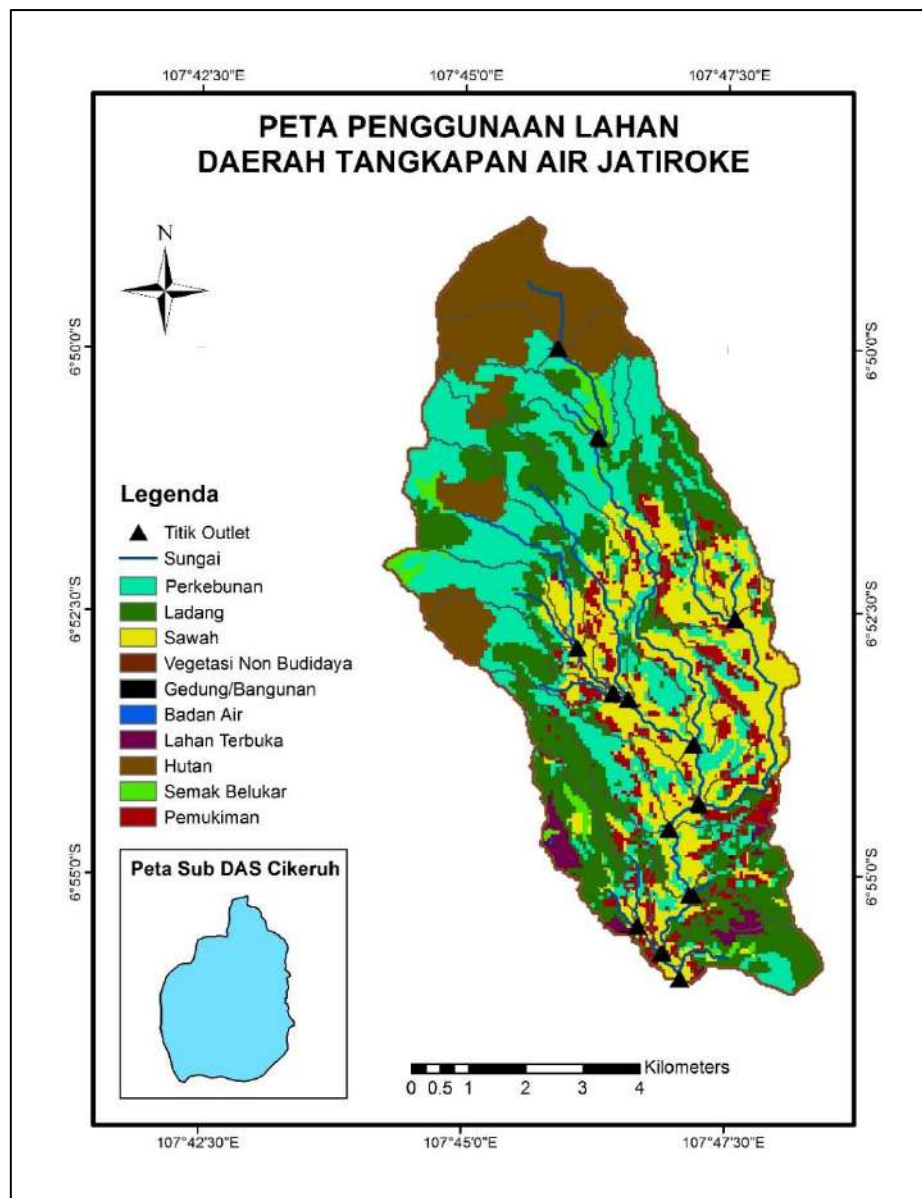 107°42'30"E
107°45'0"E
107°47'30"E
PETA PENGGUNAAN LAHAN
DAERAH TANGKAPAN AIR JATIROKE
N
6°50'0"S
6°50'0"S
Legenda
Titik Outlet
Sungai
Perkebunan
Ladang
Sawah
Vegetasi Non Budidaya
Gedung/Bangunan
Badan Air
Lahan Terbuka
Hutan
Semak Belukar
Pemukiman
6°52'30"S
6°52'30"S
6°55'0"S
6°55'0"S
Peta Sub DAS Cikeruh
Kilometers
0 0.5 1 2 3 4
107°42'30"E
107°45'0"E
107°47'30"E